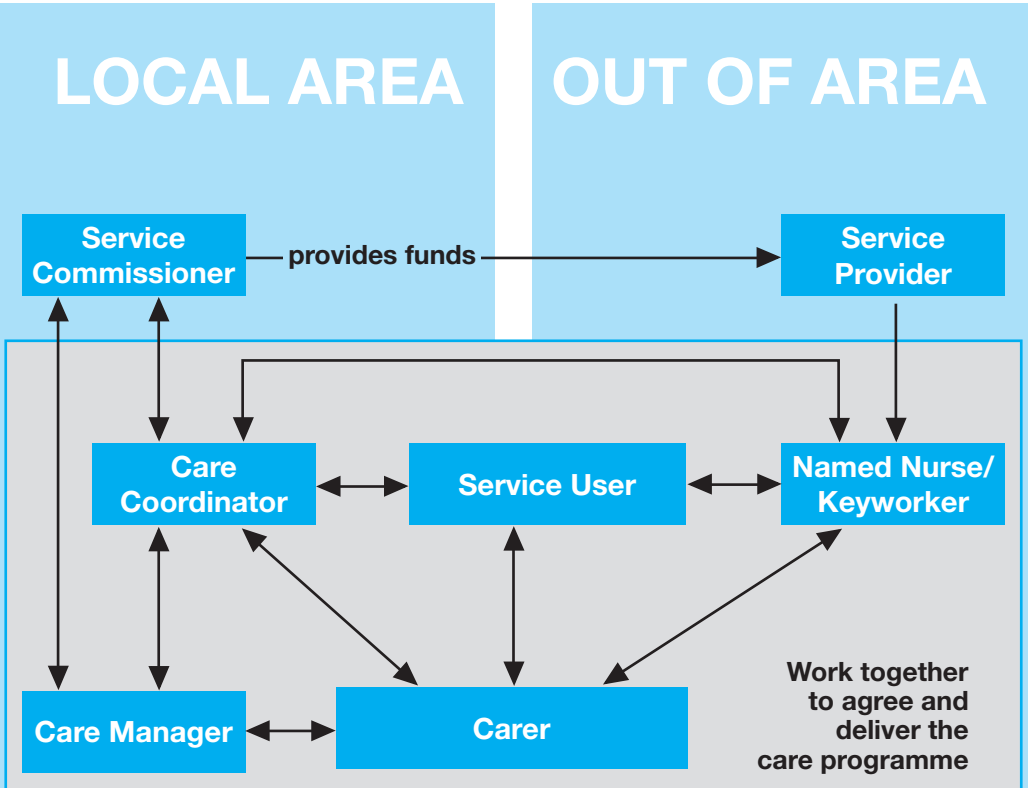 LOCAL AREA
OUT OF AREA
Service
Commissioner
provides funds
Service
Provider
Care
Coordinator
Service User
Named Nurse/
Keyworker
Care Manager
Carer
Work together
to agree and
deliver the
care programme